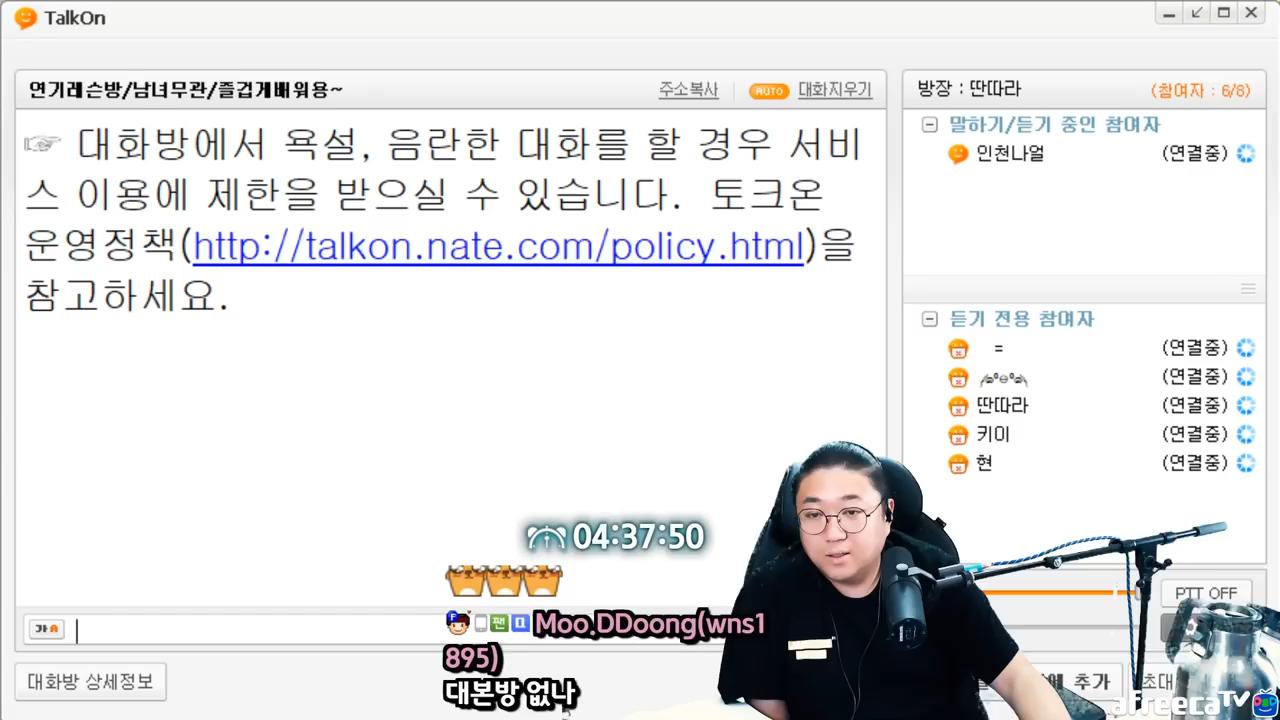 TalkOn
연기레슨방/남녀무관/즐겁게배워용~
주소복사
AUTO
대화지우기
☞ 대화방에서 욕설, 음란한 대화를 할 경우 서비
스 이용에 제한을 받으실 수 있습니다. 토크온
운영정책(http://talkon.nate.com/policy.html)을
참고하세요.
방장 : 딴따라
(참여자 : 6/8)
말하기/듣기 중인 참여자
인천나얼 (연결중)
듣기 전용 참여자
= (연결중)
(연결중)
딴따라 (연결중)
키이 (연결중)
현 (연결중)
04:37:50
팬
Moo.DDoong(wns1
895)
대본방 없나
PTT OFF
대화방 상세정보
에 추가
초대
afreecaTV